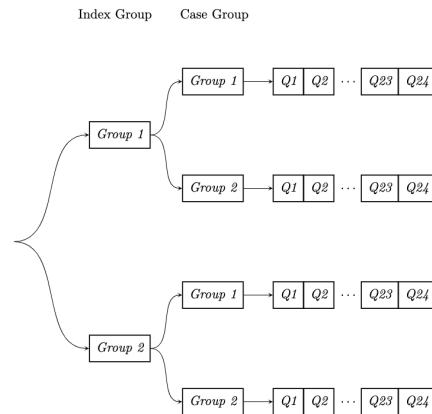 Index Group Case Group
Group 1 Q1 Q2 ... Q23 Q24
Group 1
Group 2 Q1 Q2 ... Q23 Q24
Group 1 Q1 Q2 ... Q23 Q24
Group 2
Group 2 Q1 Q2 ... Q23 Q24